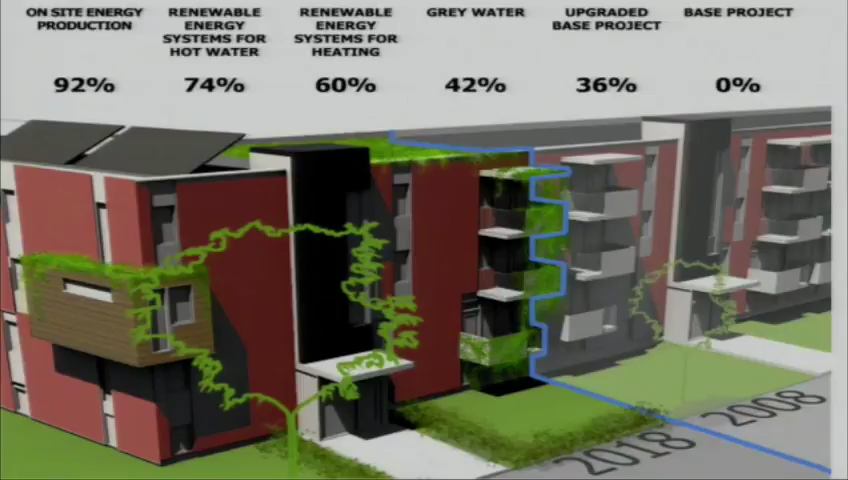 ON SITE ENERGY
PRODUCTION
92%
RENEWABLE
ENERGY
SYSTEMS FOR
HOT WATER
74%
RENEWABLE
ENERGY
SYSTEMS FOR
HEATING
60%
GREY WATER
42%
UPGRADED
BASE PROJECT
36%
BASE PROJECT
0%
2018
2008